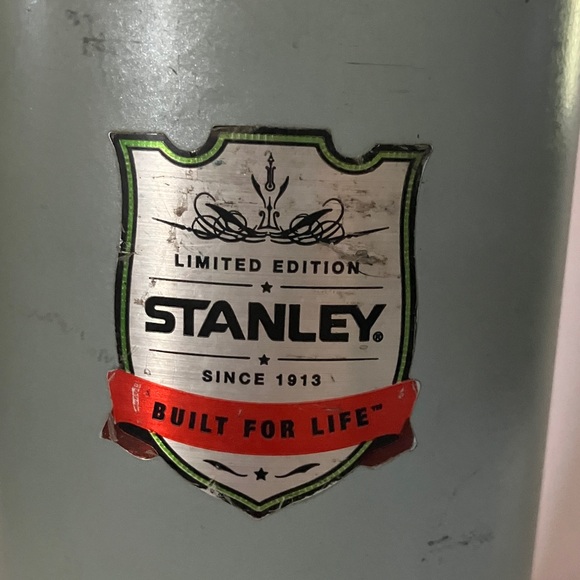 LIMITED EDITION
STANLEY®
SINCE 1913
BUILT FOR LIFE™